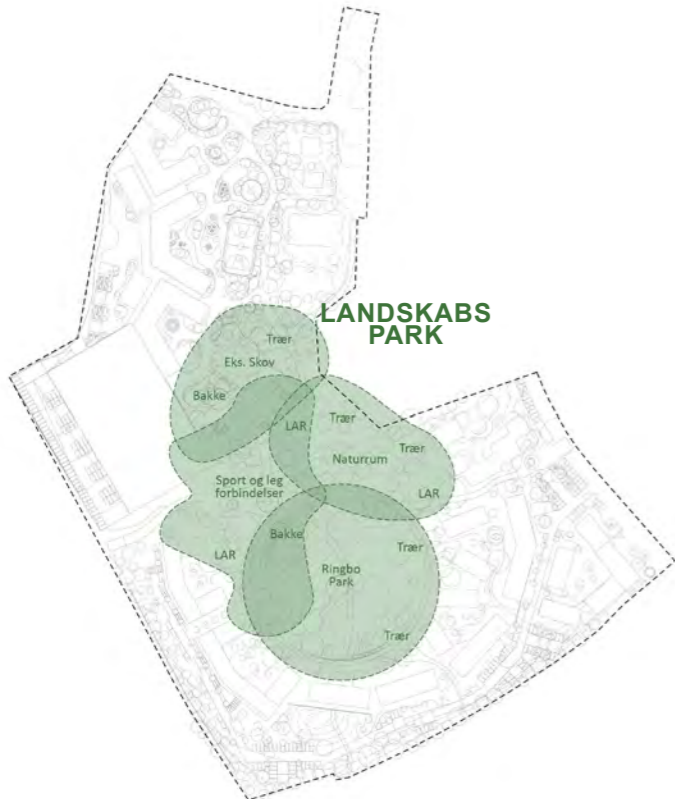 LANDSKABS
PARK
Træer
Eks. Skov
Bakke
LAR
Træer
Træer
Naturrum
LAR
Sport og leg
forbindelser
Bakke
LAR
Træer
Ringbo
Park
Træer